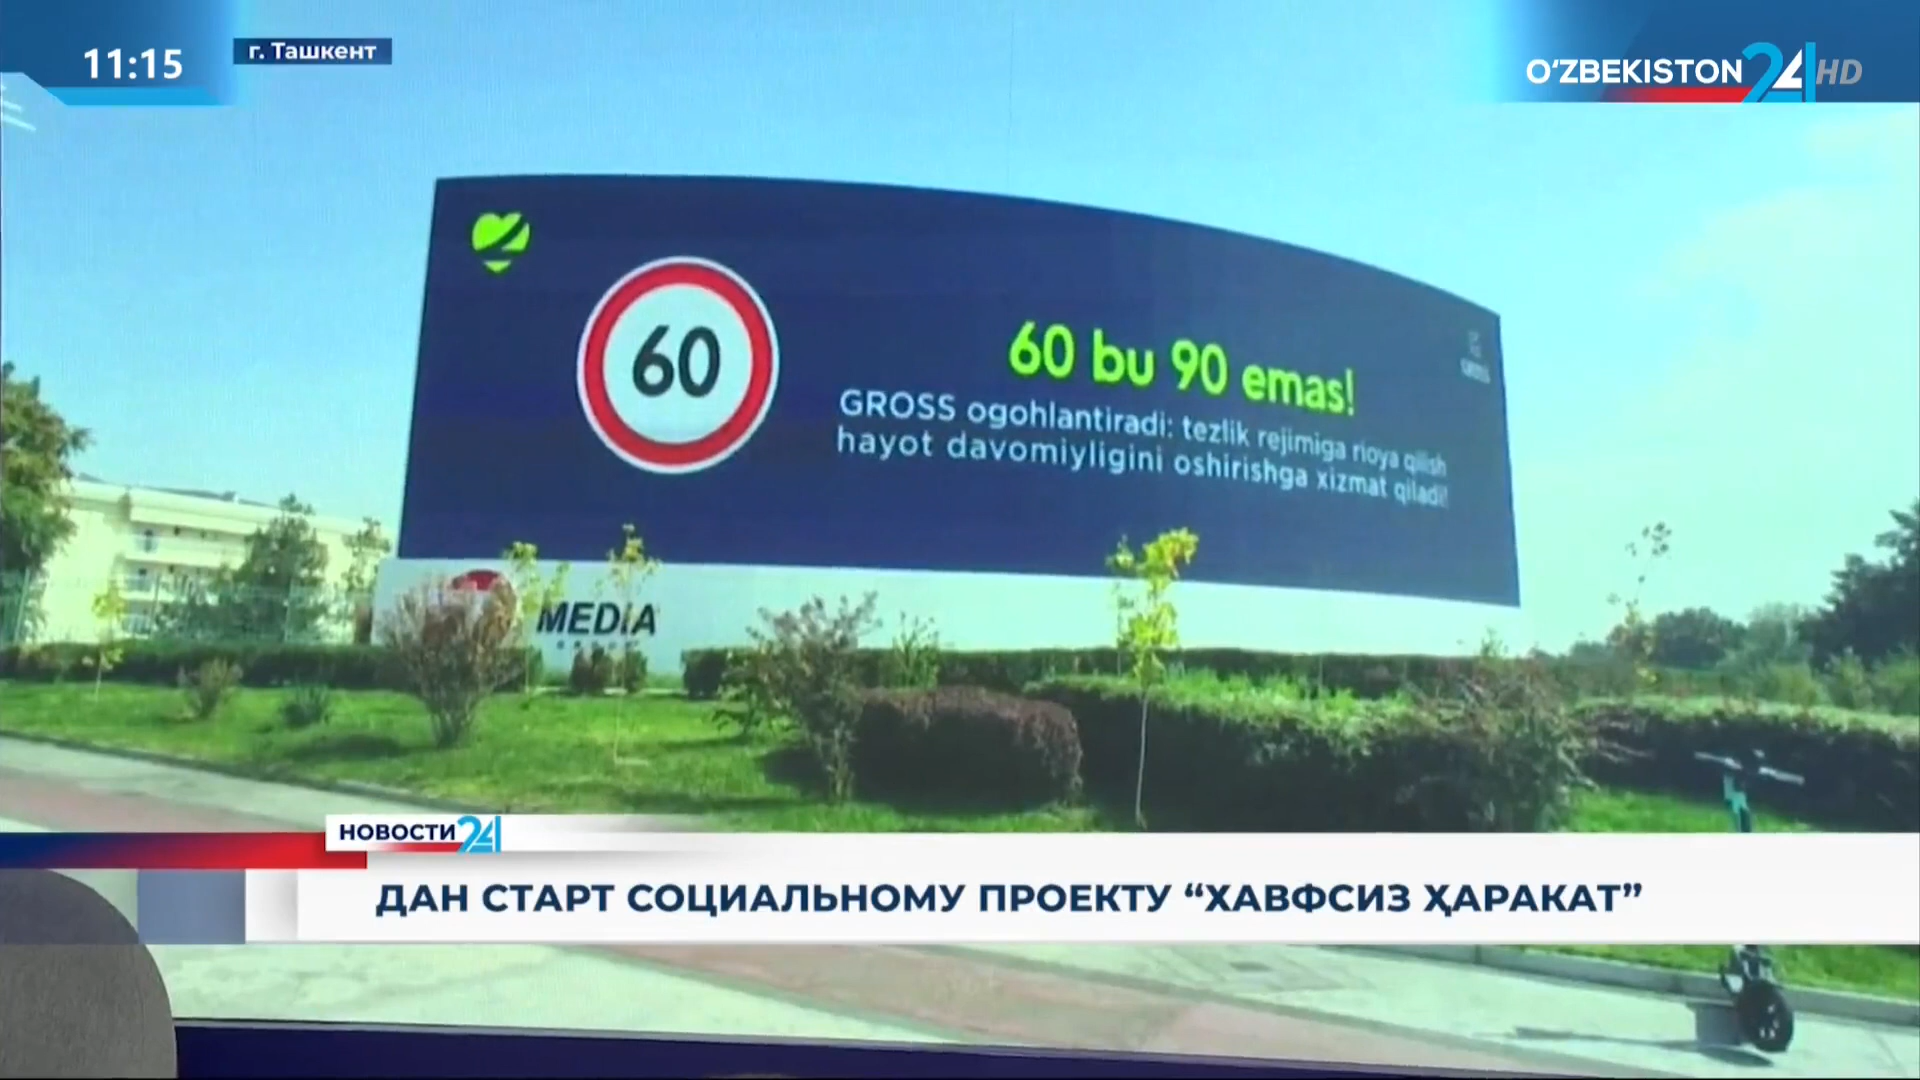 11:15
г. Ташкент
O‘ZBEKISTON 24 HD
60
60 bu 90 emas!
GROSS ogohlantiradi: tezlik rejimiga rioya qilish
hayot davomiyligini oshirishga xizmat qiladi!
MEDIA
НОВОСТИ 24
ДАН СТАРТ СОЦИАЛЬНОМУ ПРОЕКТУ “ХАВФСИЗ ҲАРАКАТ”